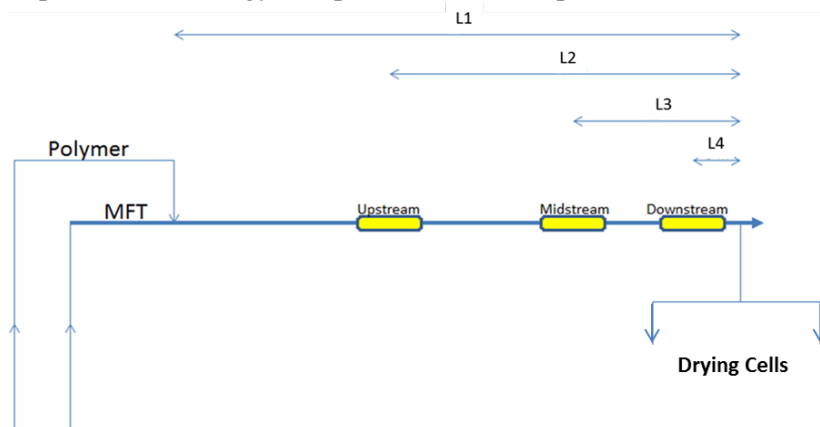 L1
L2
L3
L4
Polymer
MFT
Upstream
Midstream
Downstream
Drying Cells